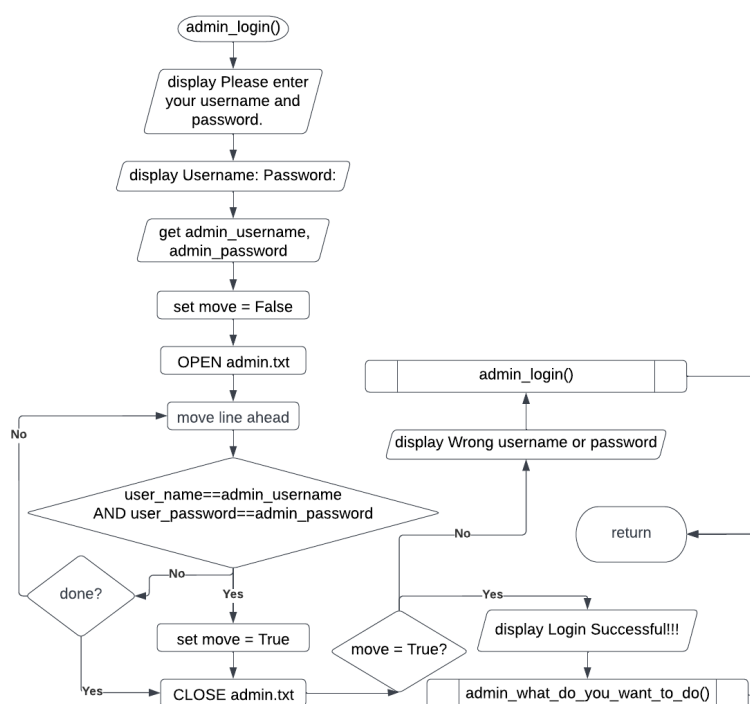 admin_login()
display Please enter
your username and
password.
display Username: Password:
get admin_username,
admin_password
set move = False
OPEN admin.txt
admin_login()
move line ahead
No
display Wrong username or password
user_name==admin_username
AND user_password==admin_password
No
return
No
done?
Yes
Yes
set move = True
move = True?
display Login Successful!!!
Yes
CLOSE admin.txt
admin_what_do_you_want_to_do()